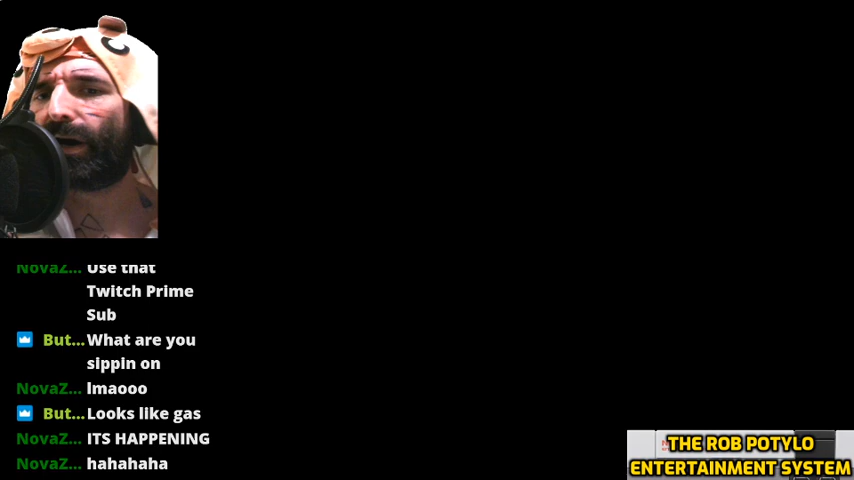 NovaZ... Use that
Twitch Prime
Sub
But... What are you
sippin on
NovaZ... lmaooo
But... Looks like gas
NovaZ... ITS HAPPENING
NovaZ... hahahaha
THE ROB POTYLO
ENTERTAINMENT SYSTEM